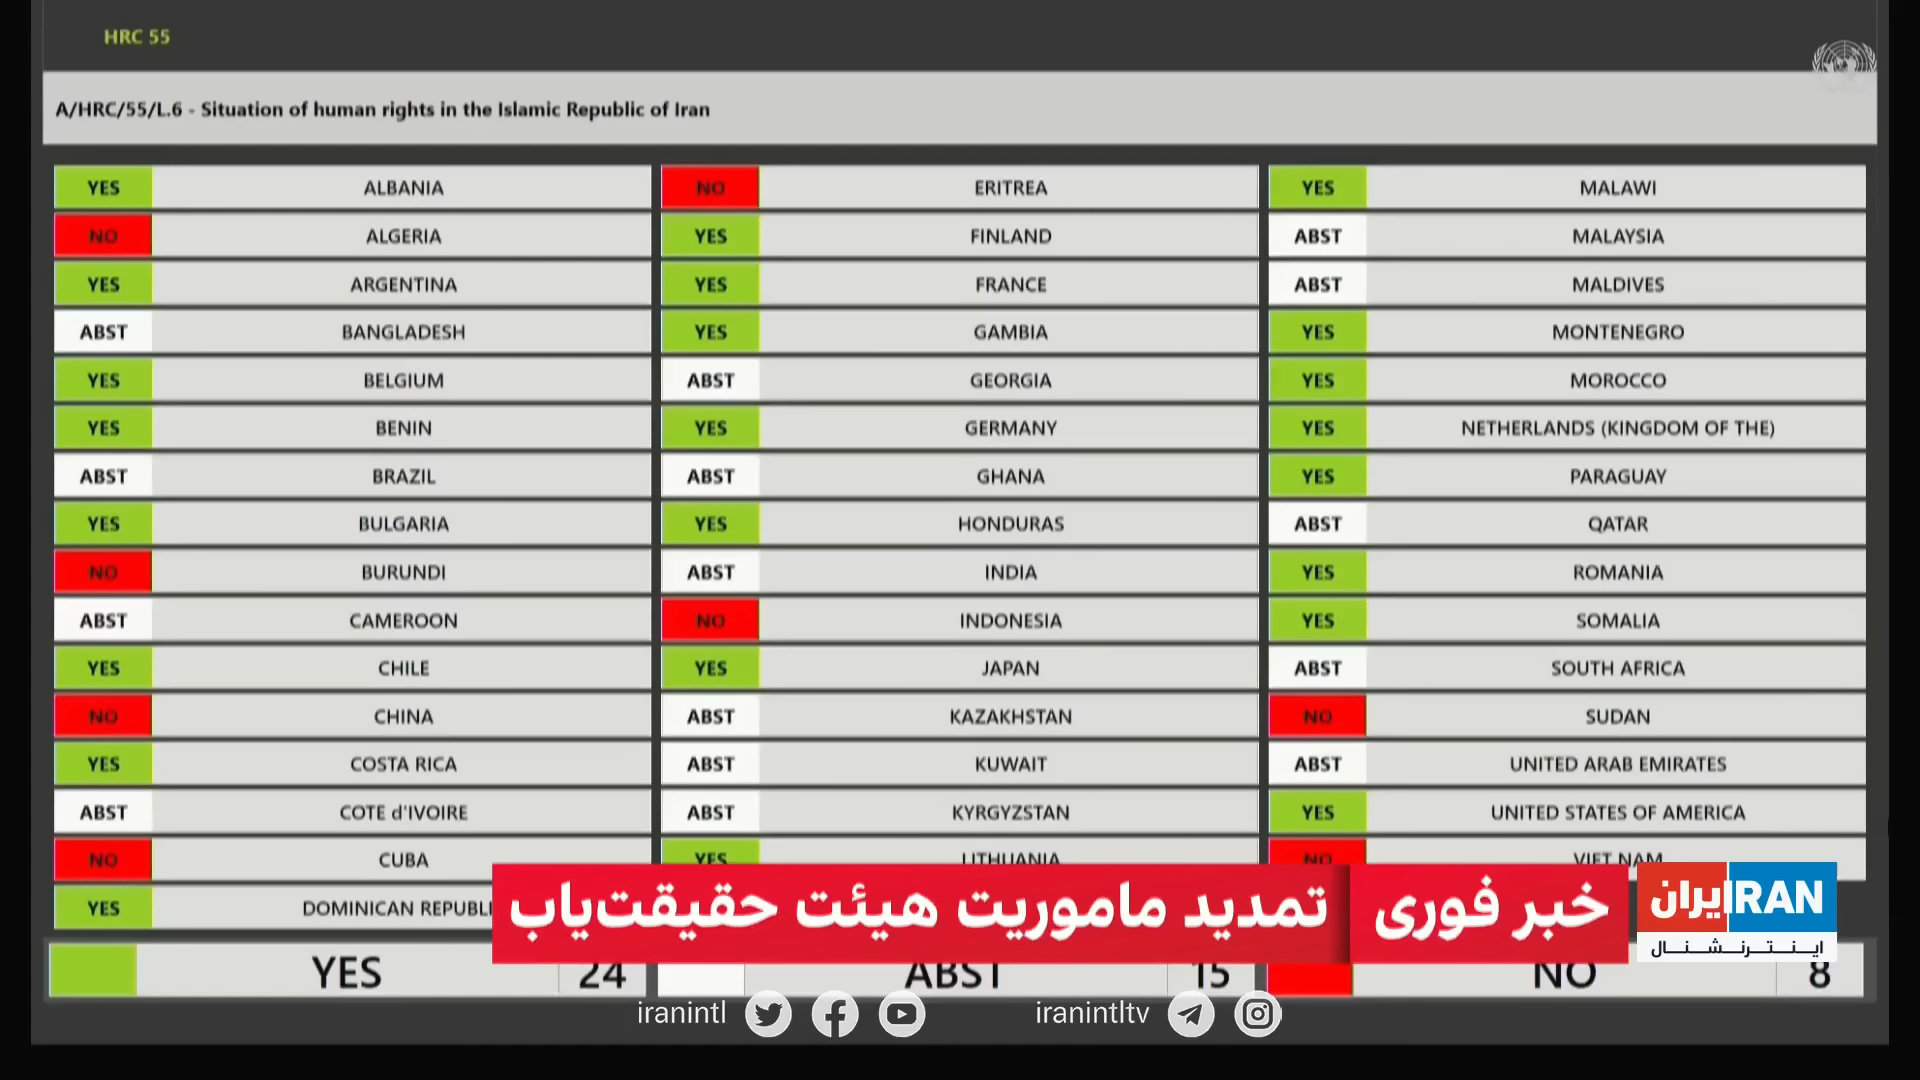 HRC 55
A/HRC/55/L.6 - Situation of human rights in the Islamic Republic of Iran
YES ALBANIA
NO ALGERIA
YES ARGENTINA
ABST BANGLADESH
YES BELGIUM
YES BENIN
ABST BRAZIL
YES BULGARIA
NO BURUNDI
ABST CAMEROON
YES CHILE
NO CHINA
YES COSTA RICA
ABST COTE d'IVOIRE
NO CUBA
YES DOMINICAN REPUBLI
NO ERITREA
YES FINLAND
YES FRANCE
YES GAMBIA
ABST GEORGIA
YES GERMANY
ABST GHANA
YES HONDURAS
ABST INDIA
NO INDONESIA
YES JAPAN
ABST KAZAKHSTAN
ABST KUWAIT
ABST KYRGYZSTAN
YES LITHUANIA
YES MALAWI
ABST MALAYSIA
ABST MALDIVES
YES MONTENEGRO
YES MOROCCO
YES NETHERLANDS (KINGDOM OF THE)
YES PARAGUAY
ABST QATAR
YES ROMANIA
YES SOMALIA
ABST SOUTH AFRICA
NO SUDAN
ABST UNITED ARAB EMIRATES
YES UNITED STATES OF AMERICA
NO VIET NAM
خبر فوری
تمدید ماموریت هیئت حقیقت‌یاب
ایران IRAN
اینترنشنال
YES 24
ABST 15
NO 8
iranintl
iranintltv